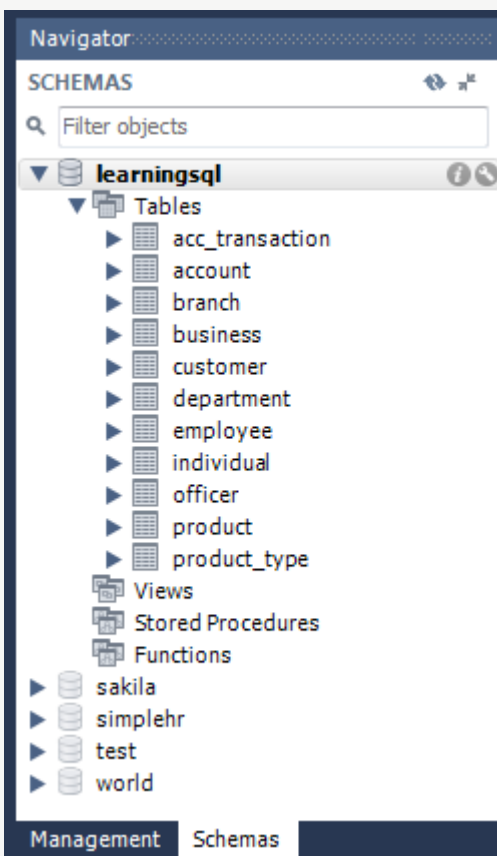 Navigator
SCHEMAS
Filter objects
learningsql
Tables
acc_transaction
account
branch
business
customer
department
employee
individual
officer
product
product_type
Views
Stored Procedures
Functions
sakila
simplehr
test
world
Management Schemas